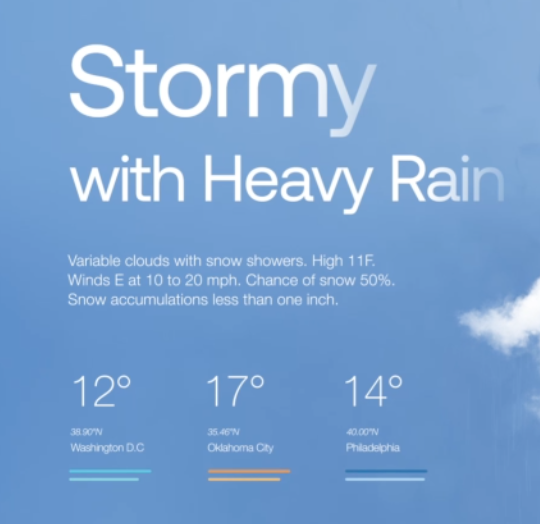 Stormy
with Heavy Rain
Variable clouds with snow showers. High 11F.
Winds E at 10 to 20 mph. Chance of snow 50%.
Snow accumulations less than one inch.
12° 17° 14°
38.90°N 35.46°N 40.00°N
Washington D.C Oklahoma City Philadelphia